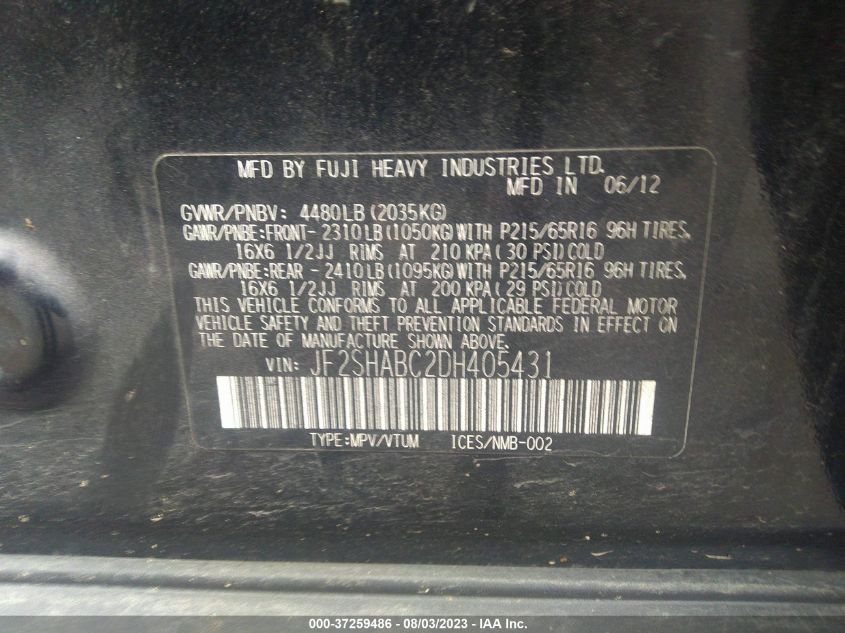 MFD BY FUJI HEAVY INDUSTRIES LTD.
MFD IN 06/12
GVWR/PNBV: 4480LB (2035KG)
GAWR/PNBE:FRONT- 2310LB (1050KG) WITH P215/65R16 96H TIRES,
16X6 1/2JJ RIMS AT 210 KPA ( 30 PSI) COLD
GAWR/PNBE:REAR - 2410LB (1095KG) WITH P215/65R16 96H TIRES,
16X6 1/2JJ RIMS AT 200 KPA ( 29 PSI) COLD
THIS VEHICLE CONFORMS TO ALL APPLICABLE FEDERAL MOTOR
VEHICLE SAFETY AND THEFT PREVENTION STANDARDS IN EFFECT ON
THE DATE OF MANUFACTURE SHOWN ABOVE.
VIN: JF2SHABC2DH405431
TYPE:MPV/VTUM ICES/NMB-002
000-37259486 - 08/03/2023 - IAA Inc.